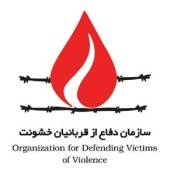 سازمان دفاع از قربانیان خشونت
Organization for Defending Victims
of Violence